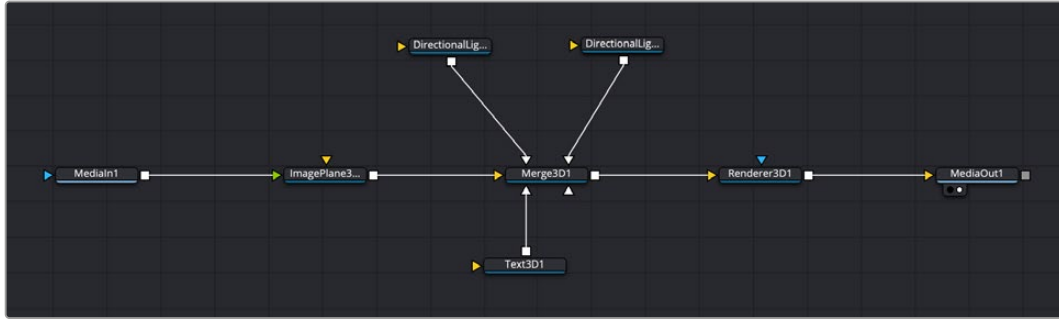 DirectionalLig...
DirectionalLig...
MediaIn1
ImagePlane3...
Merge3D1
Renderer3D1
MediaOut1
Text3D1